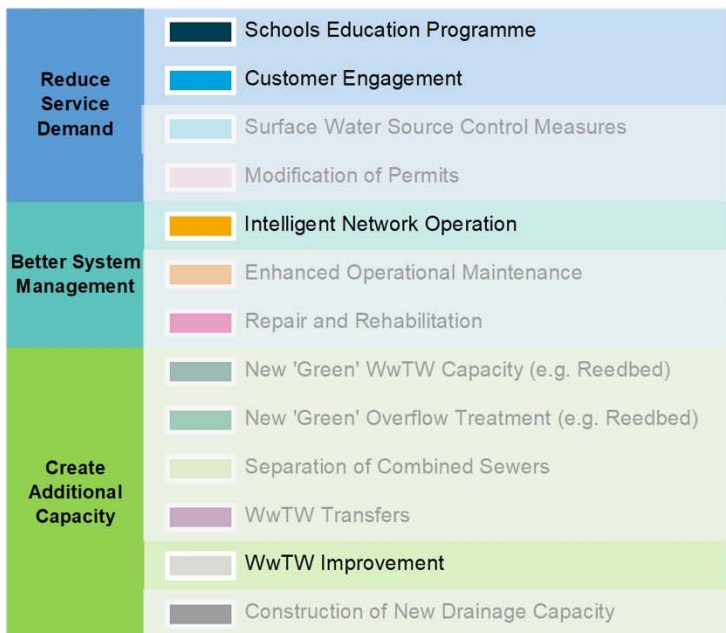 Reduce
Service
Demand
Schools Education Programme
Customer Engagement
Surface Water Source Control Measures
Modification of Permits
Better System
Management
Intelligent Network Operation
Enhanced Operational Maintenance
Repair and Rehabilitation
Create
Additional
Capacity
New 'Green' WwTW Capacity (e.g. Reedbed)
New 'Green' Overflow Treatment (e.g. Reedbed)
Separation of Combined Sewers
WwTW Transfers
WwTW Improvement
Construction of New Drainage Capacity